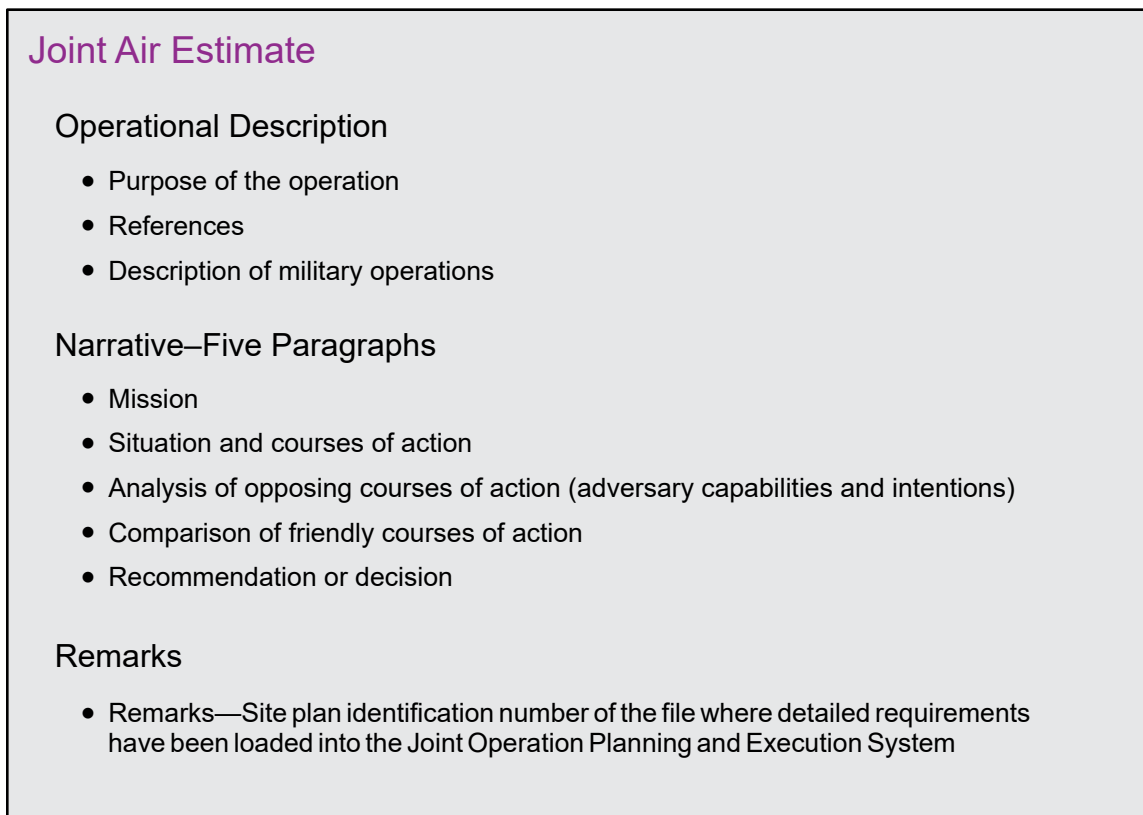 Joint Air Estimate
Operational Description
• Purpose of the operation
• References
• Description of military operations
Narrative–Five Paragraphs
• Mission
• Situation and courses of action
• Analysis of opposing courses of action (adversary capabilities and intentions)
• Comparison of friendly courses of action
• Recommendation or decision
Remarks
• Remarks—Site plan identification number of the file where detailed requirements
have been loaded into the Joint Operation Planning and Execution System